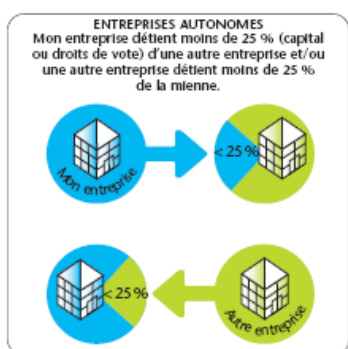 ENTREPRISES AUTONOMES
Mon entreprise détient moins de 25 % (capital
ou droits de vote) d'une autre entreprise et/ou
une autre entreprise détient moins de 25 %
de la mienne.
Mon entreprise
< 25 %
< 25 %
Autre entreprise